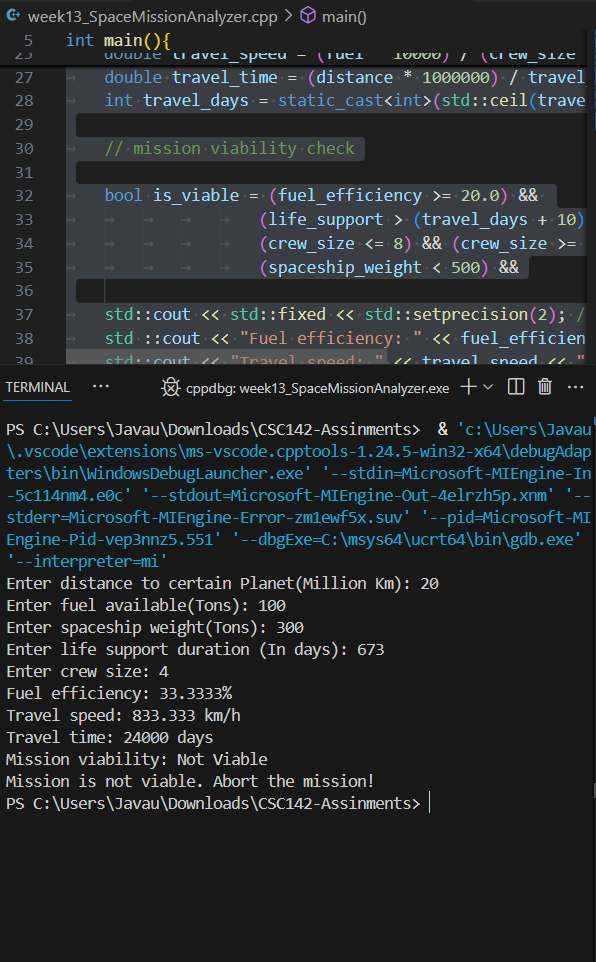 week13_SpaceMissionAnalyzer.cpp > main()
5 int main(){
27 double travel_time = (distance * 1000000) / travel
28 int travel_days = static_cast<int>(std::ceil(trave
29
30 // mission viability check
31
32 bool is_viable = (fuel_efficiency >= 20.0) &&
33 (life_support > (travel_days + 10)
34 (crew_size <= 8) && (crew_size >=
35 (spaceship_weight < 500) &&
36
37 std::cout << std::fixed << std::setprecision(2); /
38 std ::cout << "Fuel efficiency: " << fuel_efficien
39 std::cout << "Travel speed: " << travel_speed << "
TERMINAL ··· cppdbg: week13_SpaceMissionAnalyzer.exe
PS C:\Users\Javau\Downloads\CSC142-Assinments>  & 'c:\Users\Javau
\.vscode\extensions\ms-vscode.cpptools-1.24.5-win32-x64\debugAdap
ters\bin\WindowsDebugLauncher.exe' '--stdin=Microsoft-MIEngine-In
-5c114nm4.e0c' '--stdout=Microsoft-MIEngine-Out-4elrzh5p.xnm' '--
stderr=Microsoft-MIEngine-Error-zm1ewf5x.suv' '--pid=Microsoft-MI
Engine-Pid-vep3nnz5.551' '--dbgExe=C:\msys64\ucrt64\bin\gdb.exe'
'--interpreter=mi'
Enter distance to certain Planet(Million Km): 20
Enter fuel available(Tons): 100
Enter spaceship weight(Tons): 300
Enter life support duration (In days): 673
Enter crew size: 4
Fuel efficiency: 33.3333%
Travel speed: 833.333 km/h
Travel time: 24000 days
Mission viability: Not Viable
Mission is not viable. Abort the mission!
PS C:\Users\Javau\Downloads\CSC142-Assinments>